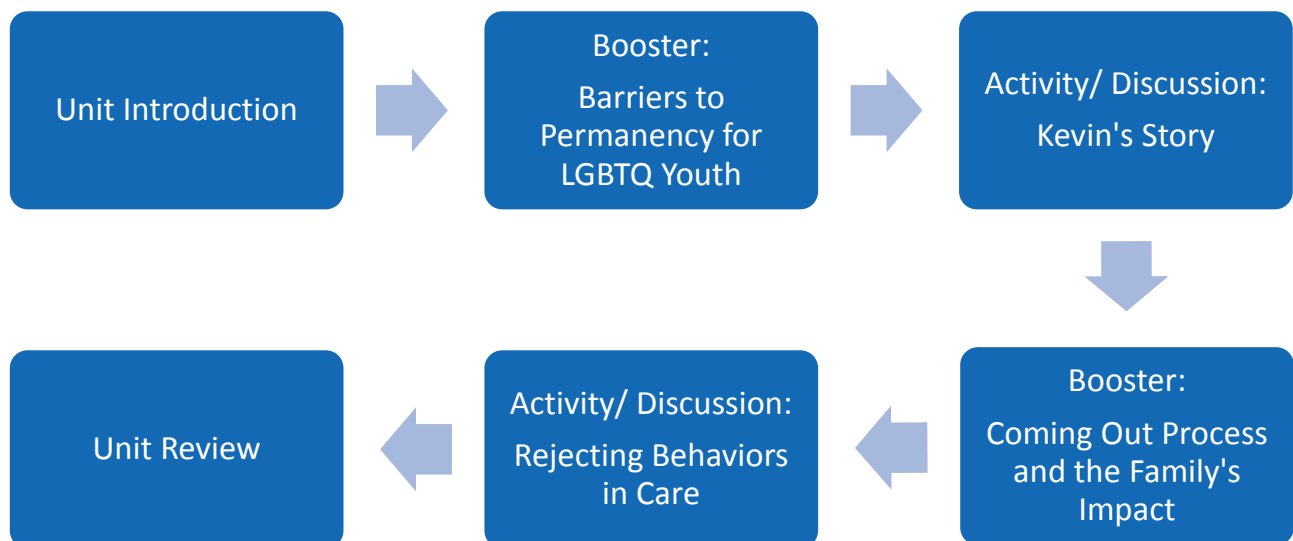 Unit Introduction
Booster:
Barriers to
Permanency for
LGBTQ Youth
Activity/ Discussion:
Kevin's Story
Booster:
Coming Out Process
and the Family's
Impact
Activity/ Discussion:
Rejecting Behaviors
in Care
Unit Review